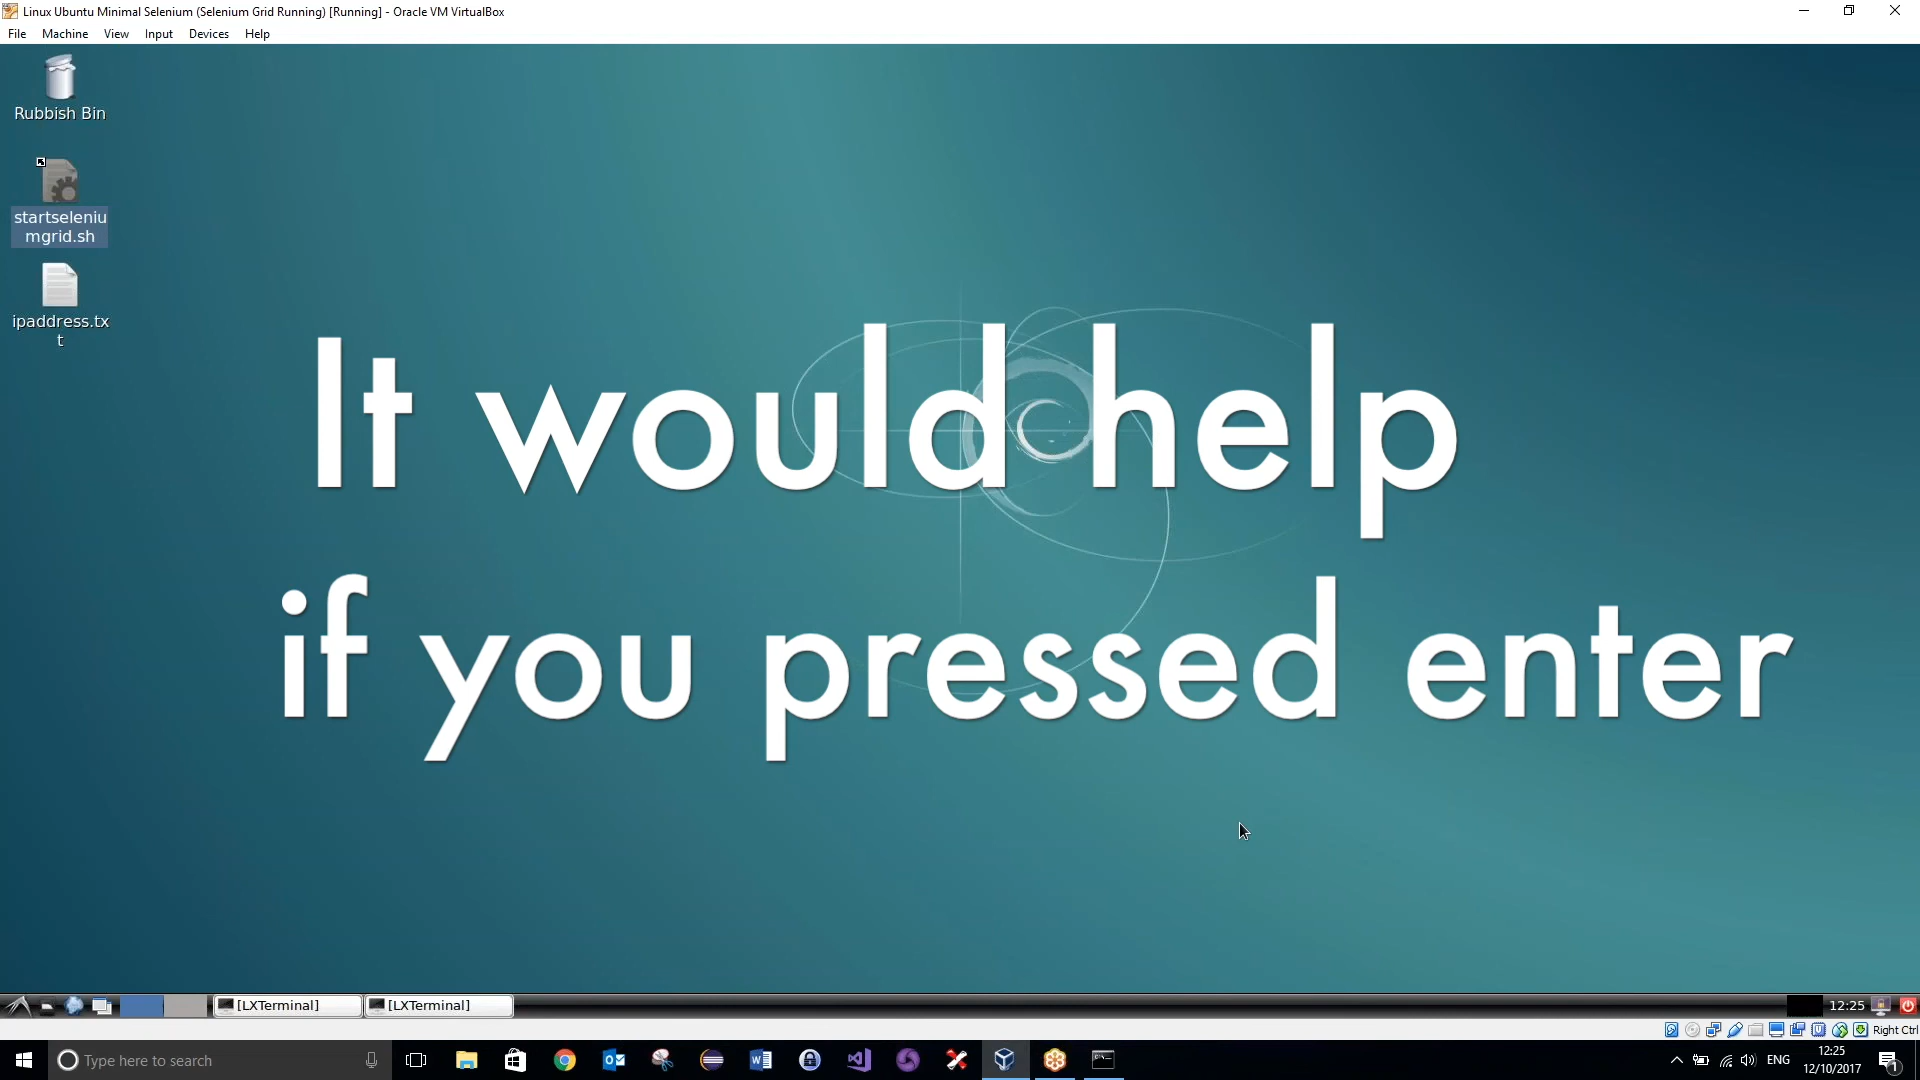 Linux Ubuntu Minimal Selenium (Selenium Grid Running) [Running] - Oracle VM VirtualBox
File Machine View Input Devices Help
Rubbish Bin
startseleniu
mgrid.sh
ipaddress.tx
t
It would help
if you pressed enter
[LXTerminal] [LXTerminal] 12:25
Right Ctrl
Type here to search ENG 12:25
12/10/2017